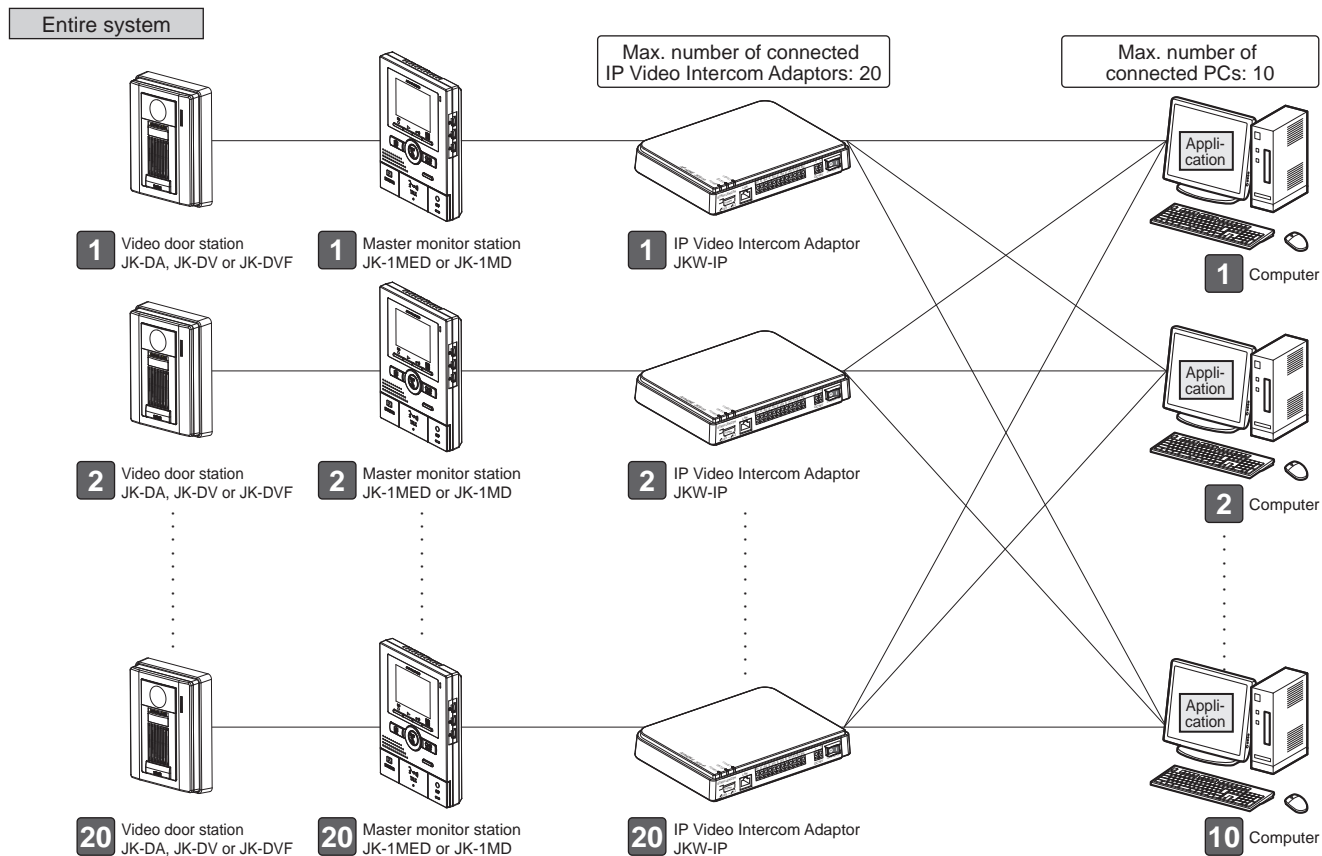 Entire system
Max. number of connected
IP Video Intercom Adaptors: 20
Max. number of
connected PCs: 10
Appli-
cation
1
Video door station
JK-DA, JK-DV or JK-DVF
1
Master monitor station
JK-1MED or JK-1MD
1
IP Video Intercom Adaptor
JKW-IP
1
Computer
Appli-
cation
2
Video door station
JK-DA, JK-DV or JK-DVF
2
Master monitor station
JK-1MED or JK-1MD
2
IP Video Intercom Adaptor
JKW-IP
2
Computer
Appli-
cation
20
Video door station
JK-DA, JK-DV or JK-DVF
20
Master monitor station
JK-1MED or JK-1MD
20
IP Video Intercom Adaptor
JKW-IP
10
Computer